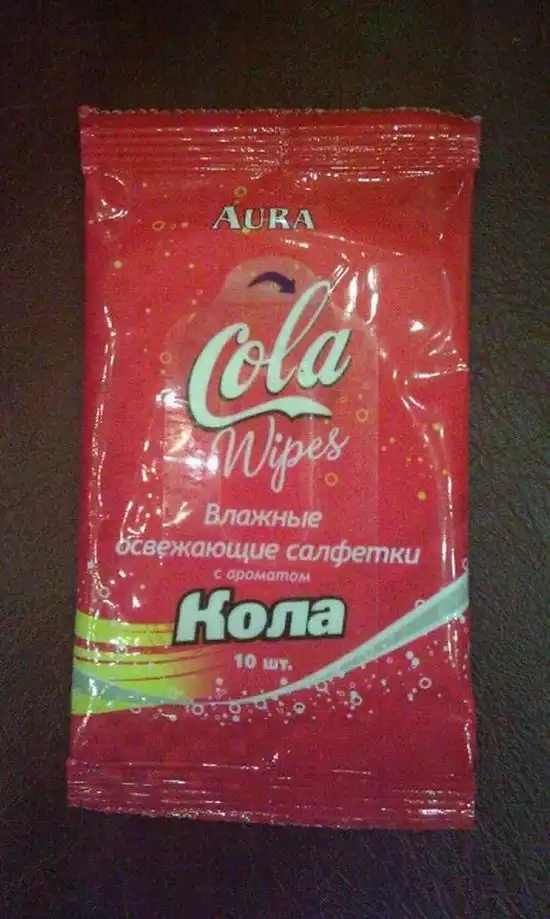 AURA
Cola
Wipes
Влажные
освежающие салфетки
с ароматом
Кола
10 шт.